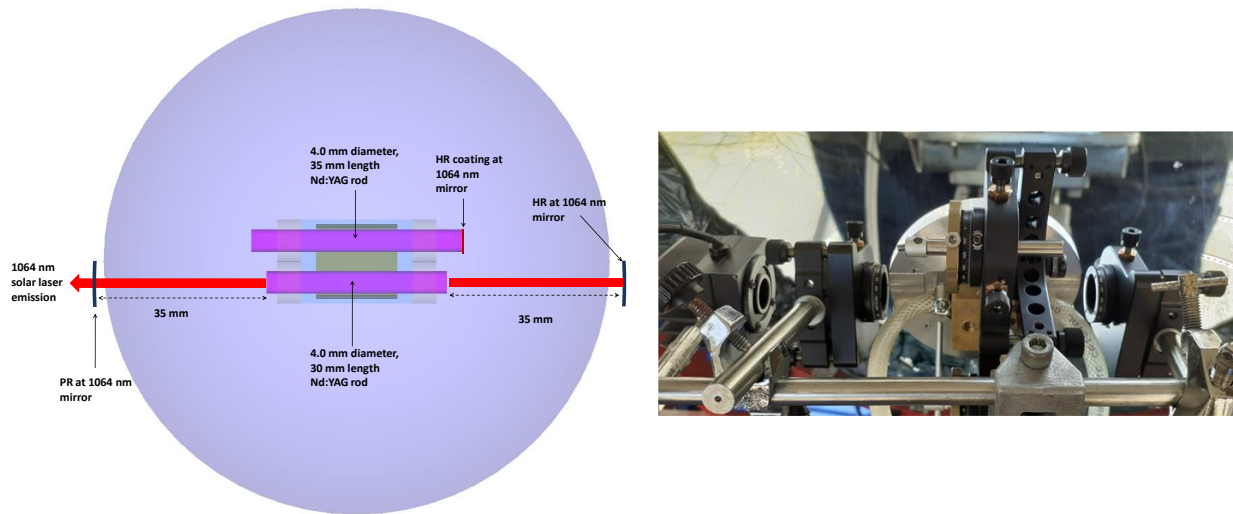 4.0 mm diameter,
35 mm length
Nd:YAG rod
HR coating at
1064 nm
mirror
HR at 1064 nm
mirror
1064 nm
solar laser
emission
35 mm
35 mm
PR at 1064 nm
mirror
4.0 mm diameter,
30 mm length
Nd:YAG rod